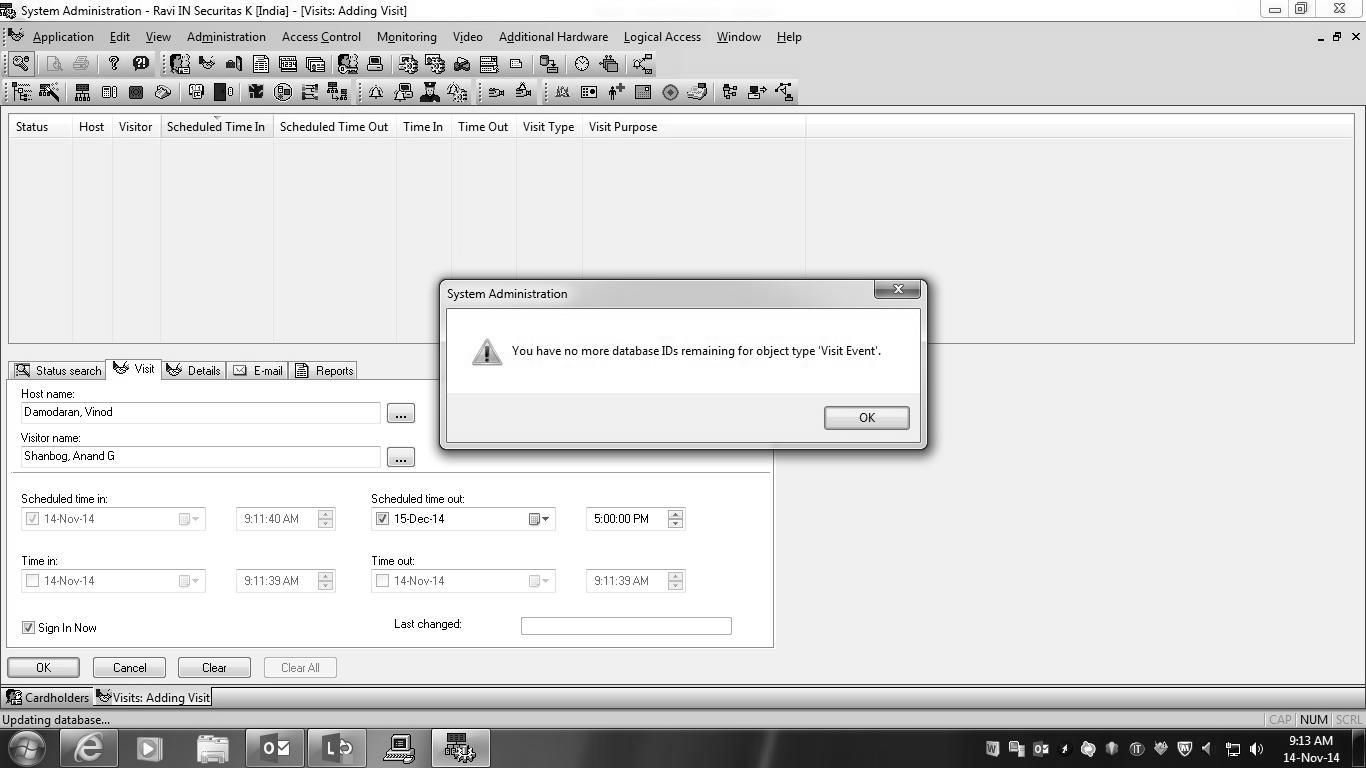 System Administration - Ravi IN Securitas K [India] - [Visits: Adding Visit]
Application Edit View Administration Access Control Monitoring Video Additional Hardware Logical Access Window Help
Status Host Visitor Scheduled Time In Scheduled Time Out Time In Time Out Visit Type Visit Purpose
System Administration
You have no more database IDs remaining for object type 'Visit Event'.
OK
Status search Visit Details E-mail Reports
Host name:
Damodaran, Vinod ...
Visitor name:
Shanbog, Anand G ...
Scheduled time in: Scheduled time out:
14-Nov-14 9:11:40 AM 15-Dec-14 5:00:00 PM
Time in: Time out:
14-Nov-14 9:11:39 AM 14-Nov-14 9:11:39 AM
Sign In Now Last changed:
OK Cancel Clear Clear All
Cardholders Visits: Adding Visit
Updating database... CAP NUM SCRL
9:13 AM
14-Nov-14